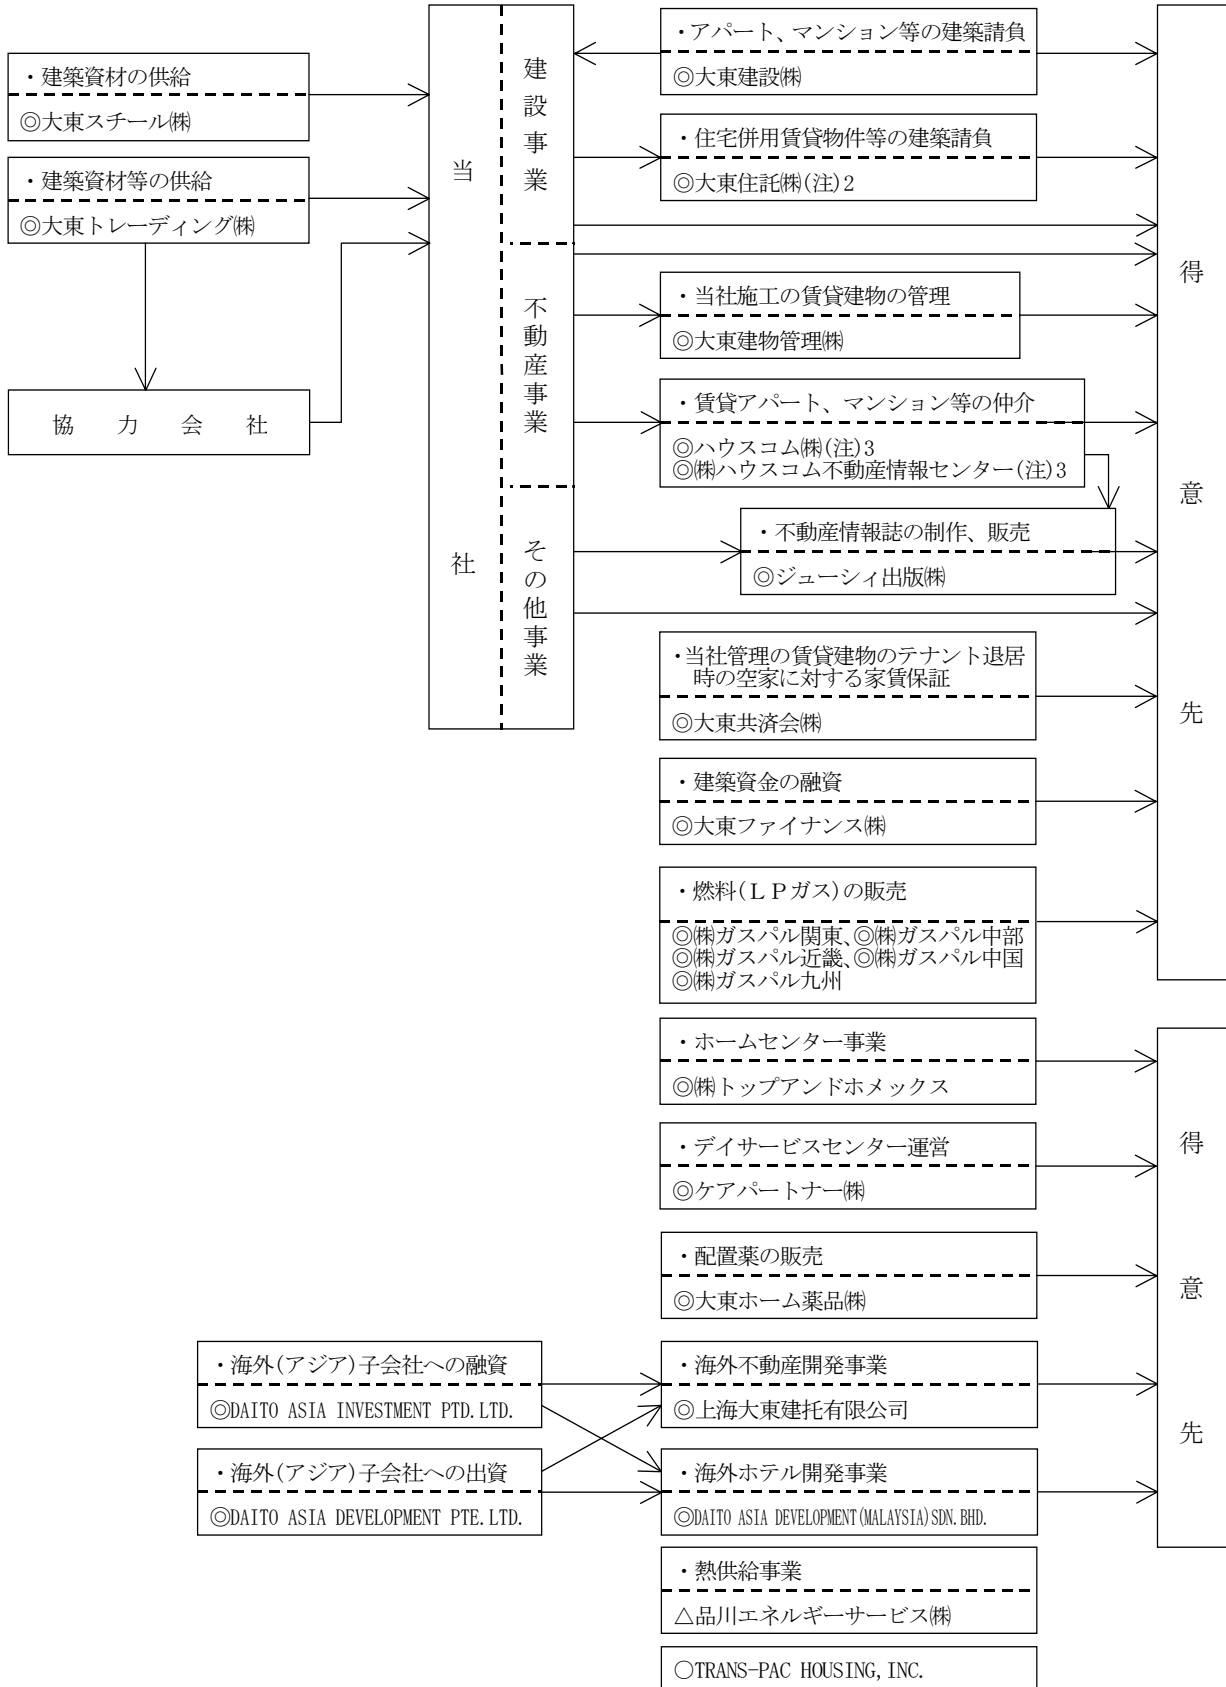 ・建築資材の供給
◎大東スチール㈱
・建築資材等の供給
◎大東トレーディング㈱
協力会社
当社
建設事業
不動産事業
その他事業
・アパート、マンション等の建築請負
◎大東建設㈱
・住宅併用賃貸物件等の建築請負
◎大東住託㈱(注)2
・当社施工の賃貸建物の管理
◎大東建物管理㈱
・賃貸アパート、マンション等の仲介
◎ハウスコム㈱(注)3
◎㈱ハウスコム不動産情報センター(注)3
・不動産情報誌の制作、販売
◎ジューシィ出版㈱
・当社管理の賃貸建物のテナント退居
時の空家に対する家賃保証
◎大東共済会㈱
・建築資金の融資
◎大東ファイナンス㈱
・燃料(LPガス)の販売
◎㈱ガスパル関東、◎㈱ガスパル中部
◎㈱ガスパル近畿、◎㈱ガスパル中国
◎㈱ガスパル九州
得意先
・ホームセンター事業
◎㈱トップアンドホメックス
・デイサービスセンター運営
◎ケアパートナー㈱
・配置薬の販売
◎大東ホーム薬品㈱
・海外(アジア)子会社への融資
◎DAITO ASIA INVESTMENT PTD.LTD.
・海外(アジア)子会社への出資
◎DAITO ASIA DEVELOPMENT PTE.LTD.
・海外不動産開発事業
◎上海大東建托有限公司
・海外ホテル開発事業
◎DAITO ASIA DEVELOPMENT(MALAYSIA)SDN.BHD.
得意先
・熱供給事業
△品川エネルギーサービス㈱
○TRANS-PAC HOUSING,INC.